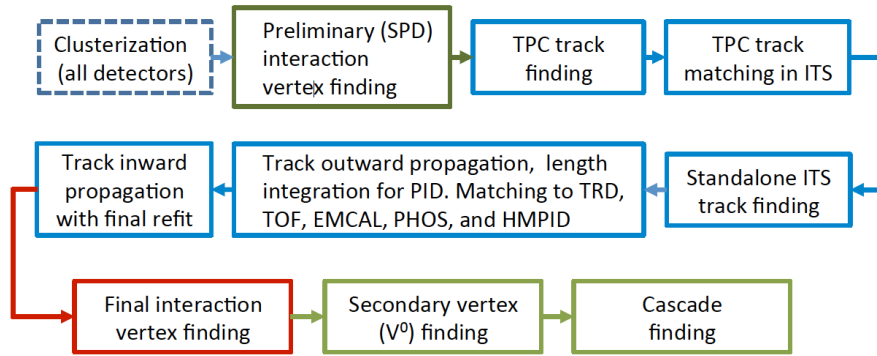 Clusterization
(all detectors)
Preliminary (SPD)
interaction
vertex finding
TPC track
finding
TPC track
matching in ITS
Standalone ITS
track finding
Track outward propagation, length
integration for PID. Matching to TRD,
TOF, EMCAL, PHOS, and HMPID
Track inward
propagation
with final refit
Final interaction
vertex finding
Secondary vertex
(V⁰) finding
Cascade
finding